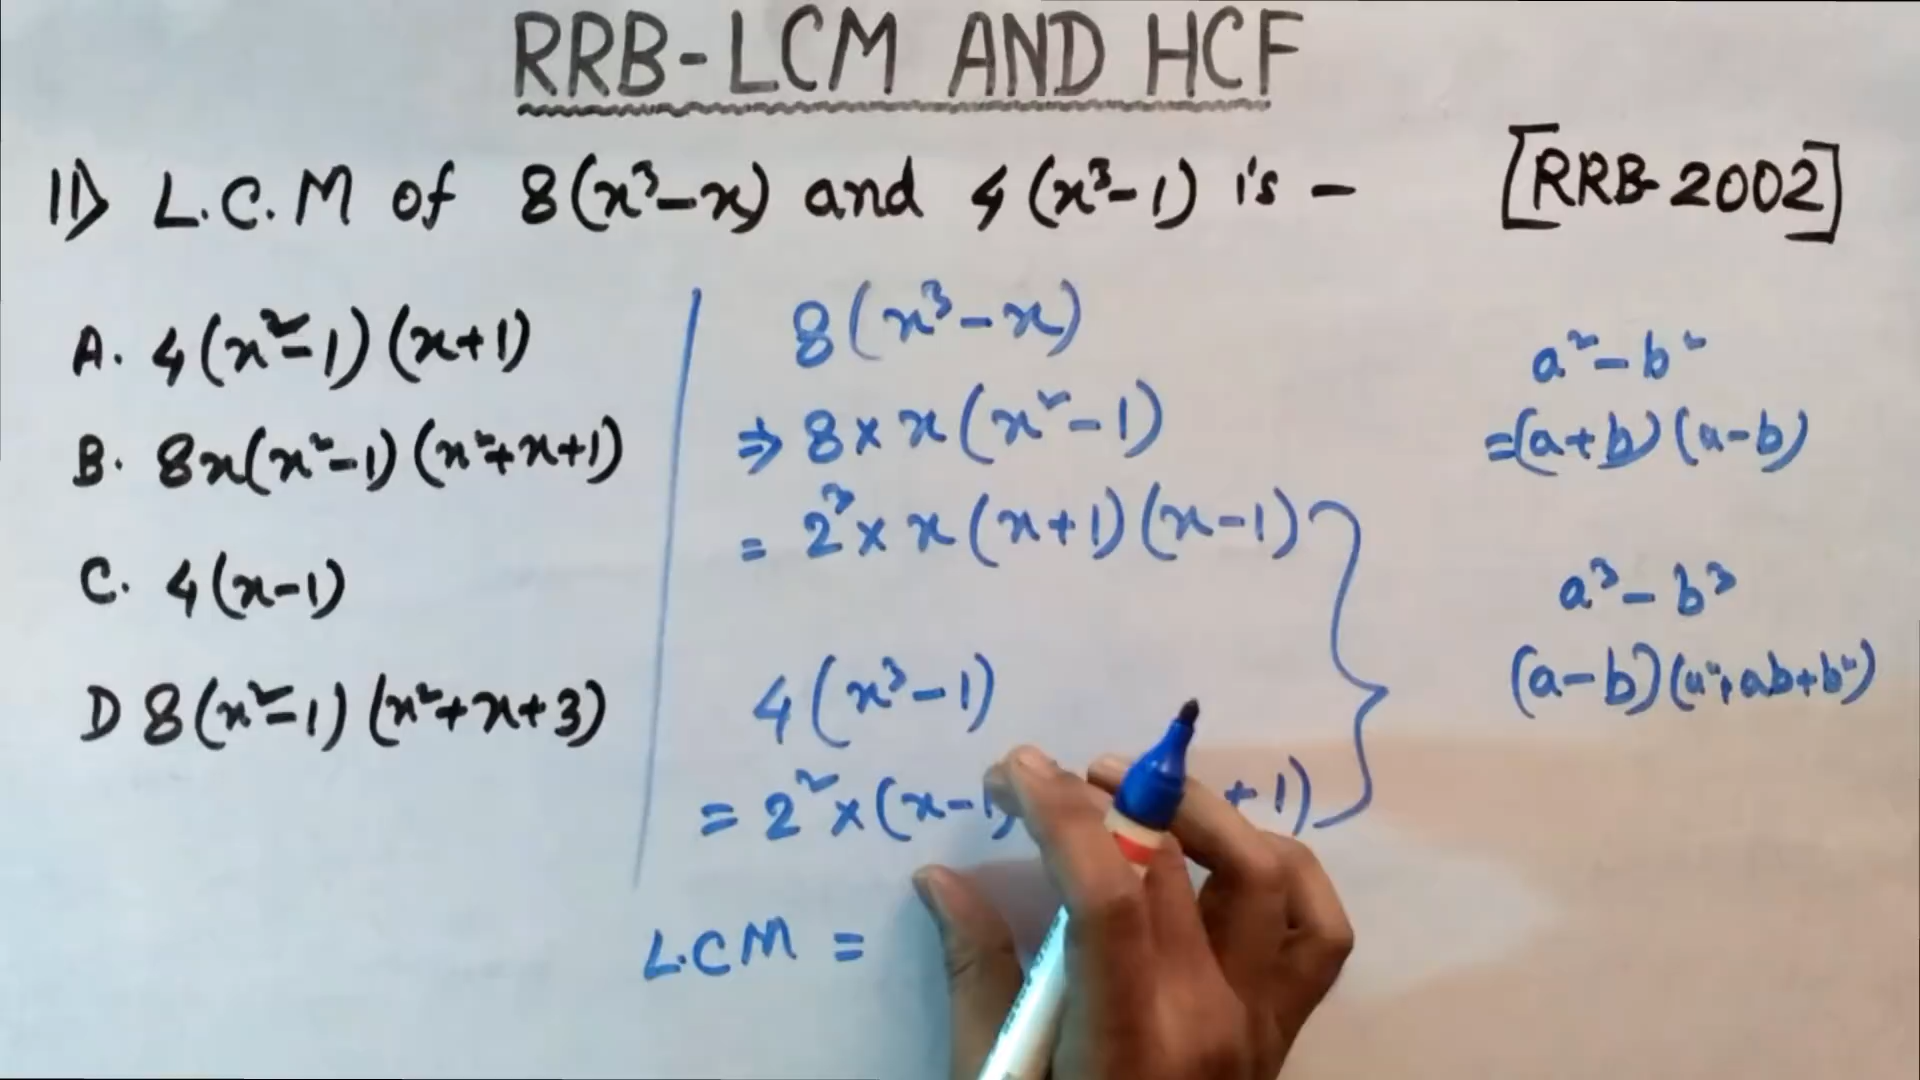 RRB-LCM AND HCF
11) L.C.M of 8(x³-x) and 4(x³-1) is - [RRB-2002]
A. 4(x²-1)(x+1)
B. 8x(x²-1)(x²+x+1)
C. 4(x-1)
D 8(x²-1)(x²+x+3)
8(x³-x)
⇒ 8×x(x²-1)
= 2³×x(x+1)(x-1)
4(x³-1)
= 2²×(x-1) +1)
L.CM =
a²-b²
=(a+b)(a-b)
a³-b³
(a-b)(a²+ab+b²)